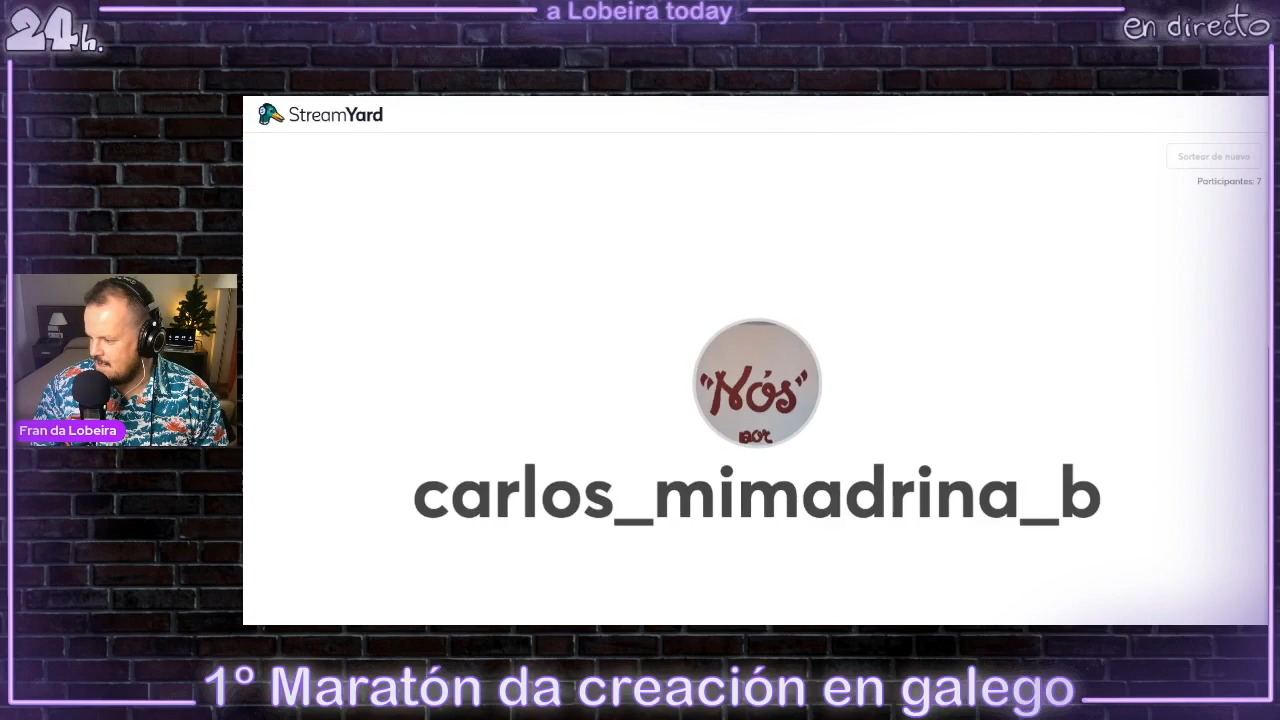 24h.
a Lobeira today
en directo
StreamYard
Sortear de nuevo
Participantes: 7
"Nós"
bot
carlos_mimadrina_b
Fran da Lobeira
1º Maratón da creación en galego